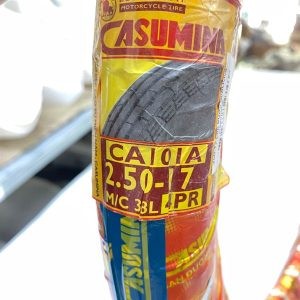 MOTORCYCLE TIRE
CASUMINA
CA101A
2.50-17
M/C 38L 4PR
CASUMINA